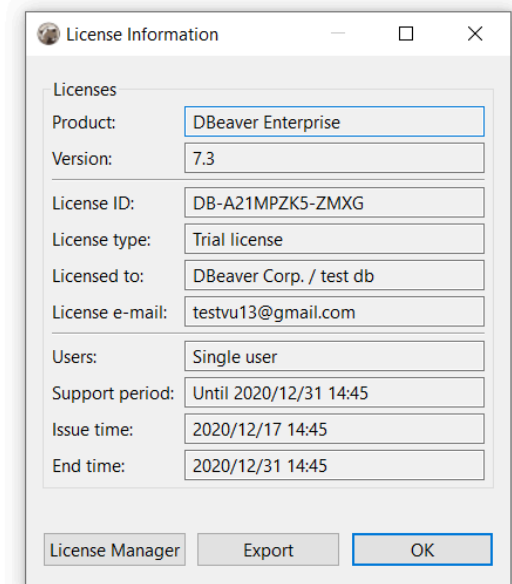 License Information
Licenses
Product: DBeaver Enterprise
Version: 7.3
License ID: DB-A21MPZK5-ZMXG
License type: Trial license
Licensed to: DBeaver Corp. / test db
License e-mail: testvu13@gmail.com
Users: Single user
Support period: Until 2020/12/31 14:45
Issue time: 2020/12/17 14:45
End time: 2020/12/31 14:45
License Manager Export OK